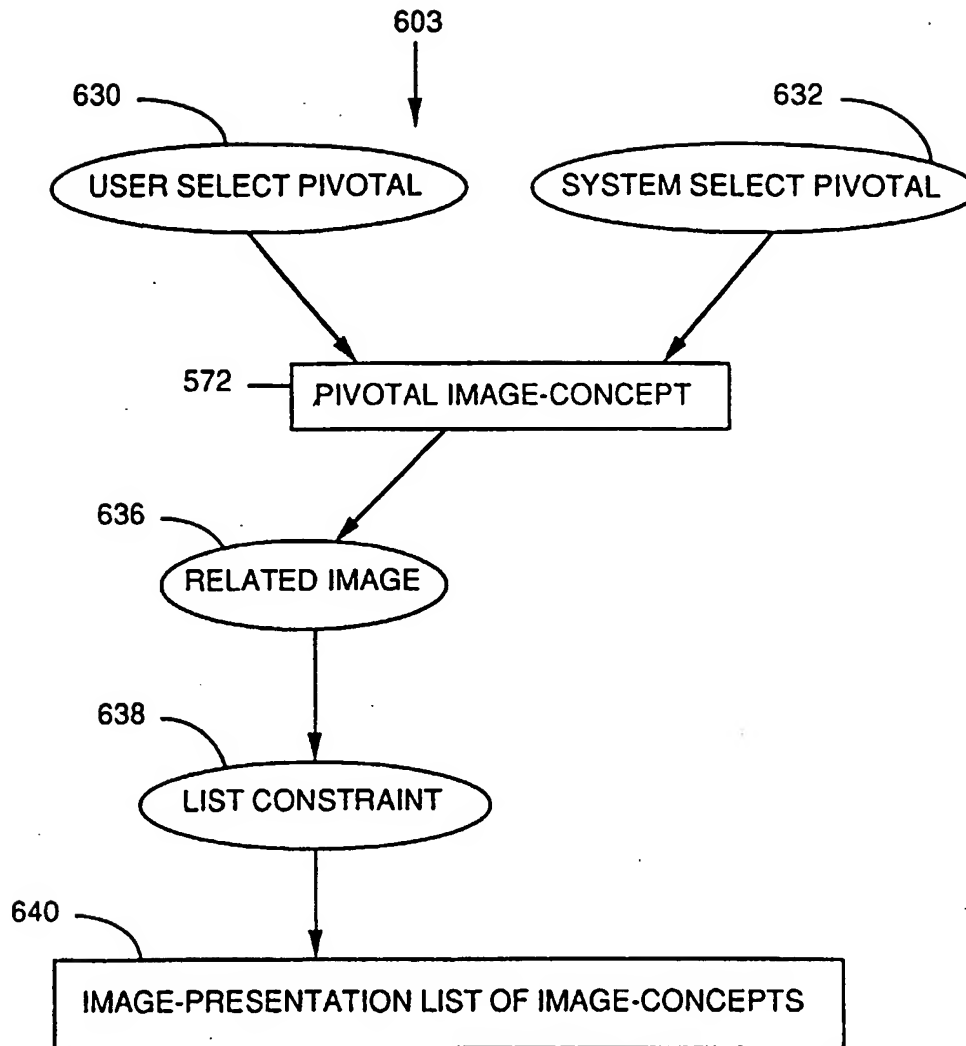 603
630
632
USER SELECT PIVOTAL
SYSTEM SELECT PIVOTAL
572
PIVOTAL IMAGE-CONCEPT
636
RELATED IMAGE
638
LIST CONSTRAINT
640
IMAGE-PRESENTATION LIST OF IMAGE-CONCEPTS